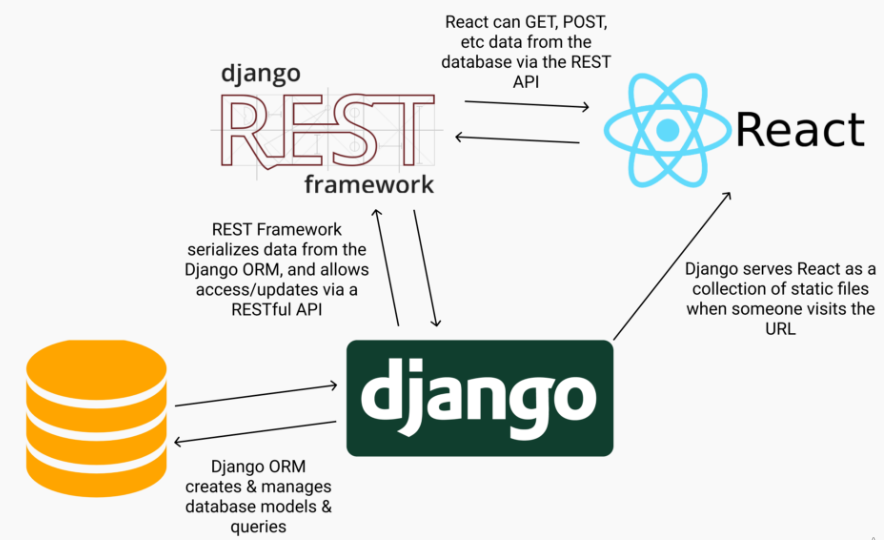 React can GET, POST,
etc data from the
database via the REST
API
django
REST
framework
React
REST Framework
serializes data from the
Django ORM, and allows
access/updates via a
RESTful API
Django serves React as a
collection of static files
when someone visits the
URL
django
Django ORM
creates & manages
database models &
queries